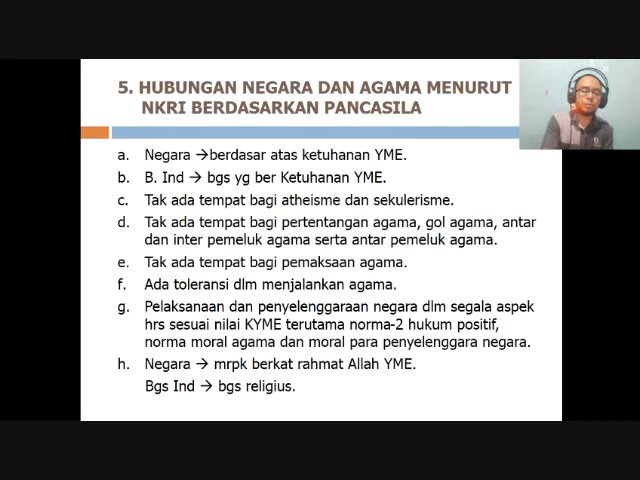 5. HUBUNGAN NEGARA DAN AGAMA MENURUT
NKRI BERDASARKAN PANCASILA
a. Negara →berdasar atas ketuhanan YME.
b. B. Ind → bgs yg ber Ketuhanan YME.
c. Tak ada tempat bagi atheisme dan sekulerisme.
d. Tak ada tempat bagi pertentangan agama, gol agama, antar
dan inter pemeluk agama serta antar pemeluk agama.
e. Tak ada tempat bagi pemaksaan agama.
f. Ada toleransi dlm menjalankan agama.
g. Pelaksanaan dan penyelenggaraan negara dlm segala aspek
hrs sesuai nilai KYME terutama norma-2 hukum positif,
norma moral agama dan moral para penyelenggara negara.
h. Negara → mrpk berkat rahmat Allah YME.
Bgs Ind → bgs religius.